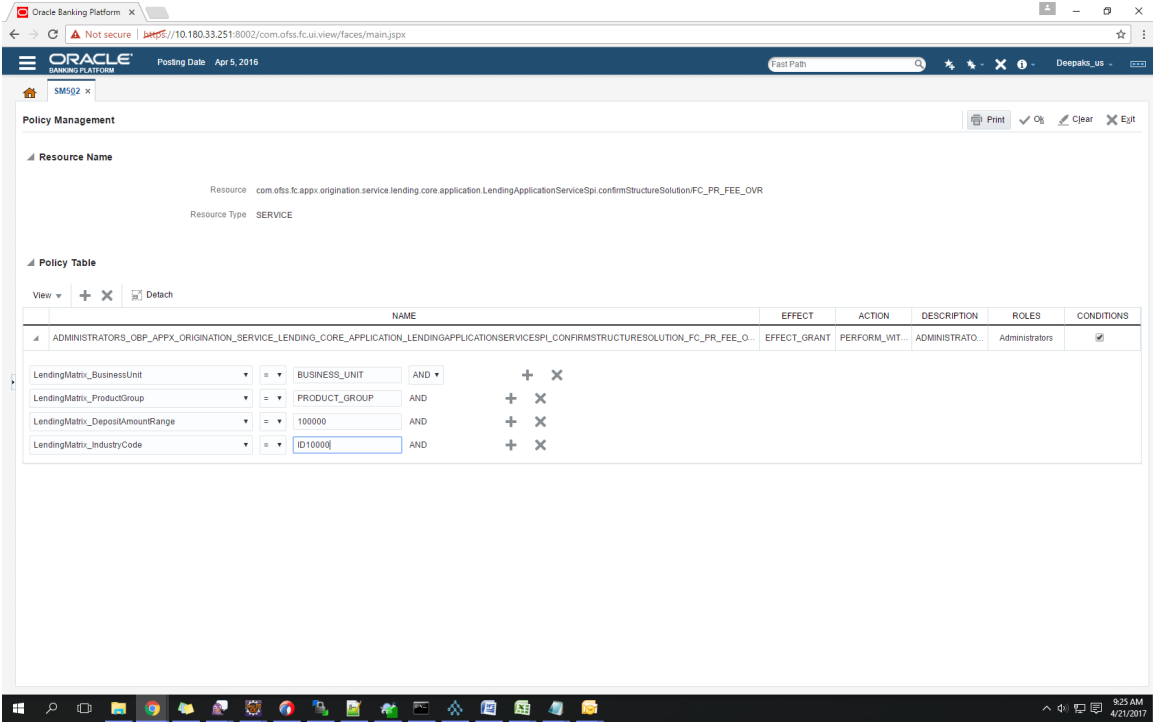 Oracle Banking Platform
Not secure | https://10.180.33.251:8002/com.ofss.fc.ui.view/faces/main.jspx
ORACLE
BANKING PLATFORM
Posting Date Apr 5, 2016
Fast Path
Deepaks_us
SM502
Policy Management
Print
Ok
Clear
Exit
Resource Name
Resource com.ofss.fc.appx.origination.service.lending.core.application.LendingApplicationServiceSpi.confirmStructureSolution/FC_PR_FEE_OVR
Resource Type SERVICE
Policy Table
View
Detach
NAME EFFECT ACTION DESCRIPTION ROLES CONDITIONS
ADMINISTRATORS_OBP_APPX_ORIGINATION_SERVICE_LENDING_CORE_APPLICATION_LENDINGAPPLICATIONSERVICESPI_CONFIRMSTRUCTURESOLUTION_FC_PR_FEE_O... EFFECT_GRANT PERFORM_WIT... ADMINISTRATO... Administrators
LendingMatrix_BusinessUnit = BUSINESS_UNIT AND
LendingMatrix_ProductGroup = PRODUCT_GROUP AND
LendingMatrix_DepositAmountRange = 100000 AND
LendingMatrix_IndustryCode = ID10000 AND
9:25 AM
4/21/2017